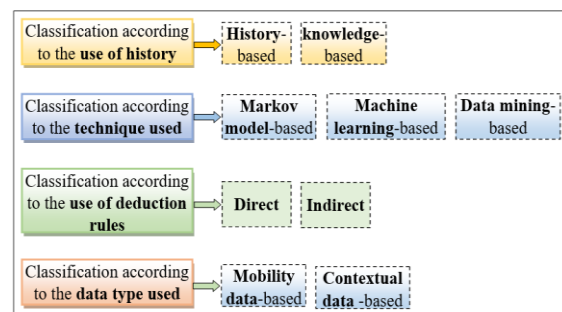 Classification according
to the use of history
History-
based
knowledge-
based
Classification according
to the technique used
Markov
model-based
Machine
learning-based
Data mining-
based
Classification according
to the use of deduction
rules
Direct
Indirect
Classification according
to the data type used
Mobility
data-based
Contextual
data -based